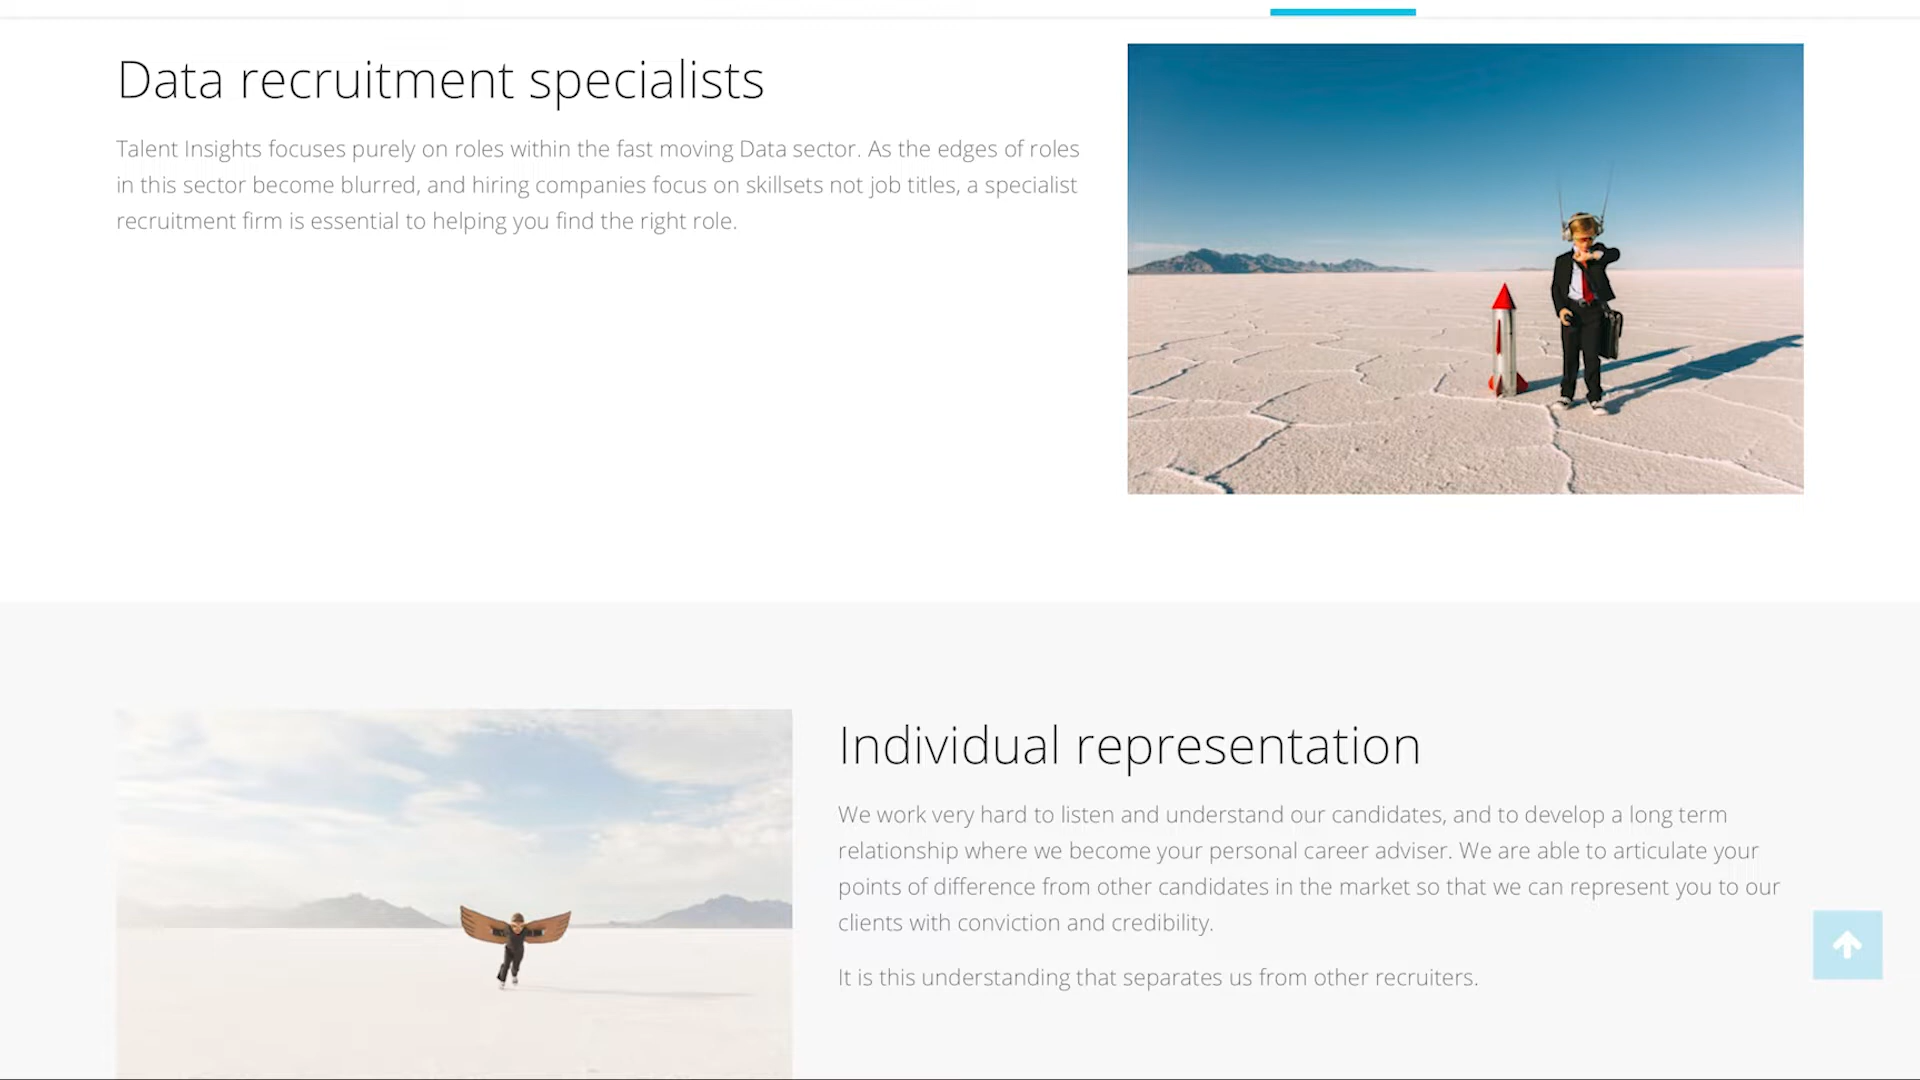 Data recruitment specialists
Talent Insights focuses purely on roles within the fast moving Data sector. As the edges of roles
in this sector become blurred, and hiring companies focus on skillsets not job titles, a specialist
recruitment firm is essential to helping you find the right role.
Individual representation
We work very hard to listen and understand our candidates, and to develop a long term
relationship where we become your personal career adviser. We are able to articulate your
points of difference from other candidates in the market so that we can represent you to our
clients with conviction and credibility.
It is this understanding that separates us from other recruiters.